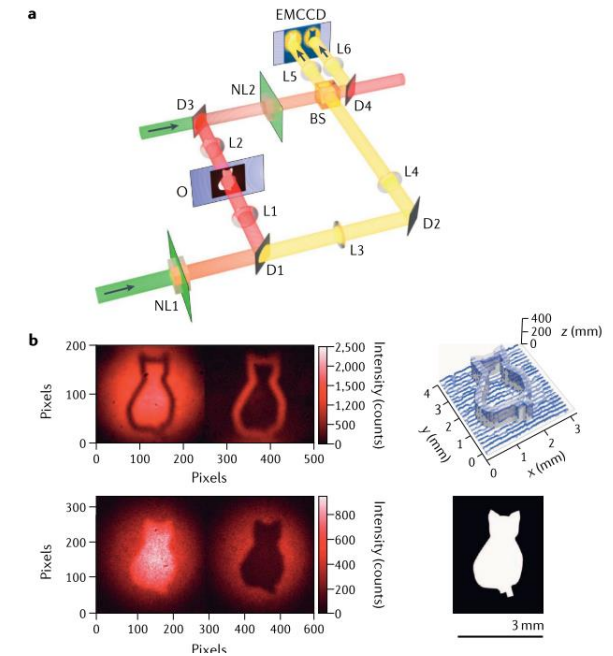 a
EMCCD
L6
L5
NL2
D3
BS
D4
L2
O
L4
L1
D2
L3
D1
NL1
b
200
100
0
Pixels
0 100 200 300 400 500
Pixels
2,500
2,100
1,600
1,000
500
0
Intensity (counts)
400
200
0
z (mm)
4
3
2
1
0
y (mm)
0
1
2
3
x (mm)
300
200
100
0
Pixels
0 100 200 300 400 500 600
Pixels
800
600
400
200
0
Intensity (counts)
3 mm